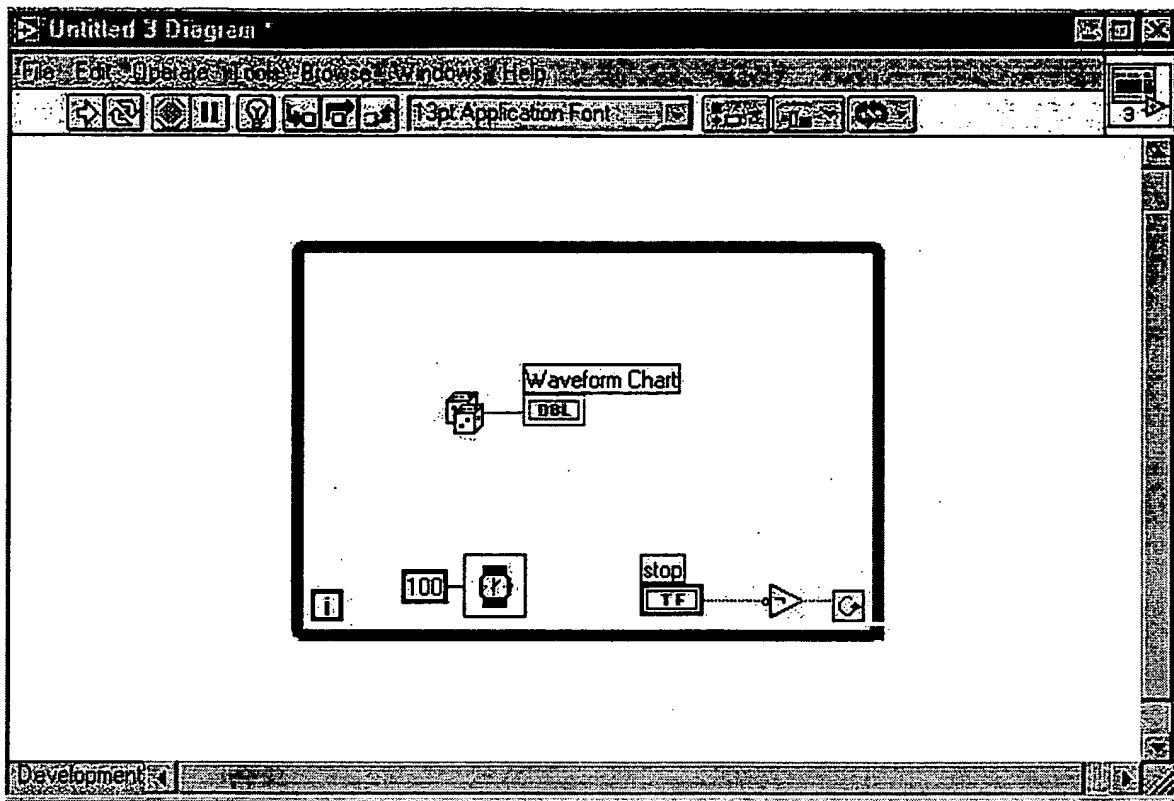 Untitled 3 Diagram *
File Edit Operate Tools Browse Windows Help
13pt Application Font
3
Waveform Chart
DBL
100
stop
TF
i
Development